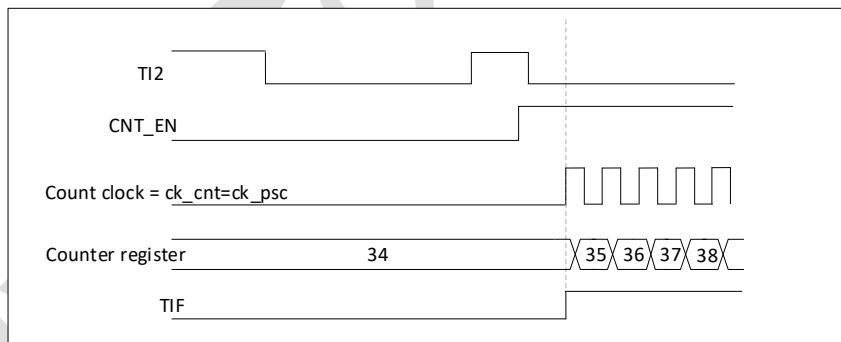 TI2
CNT_EN
Count clock = ck_cnt=ck_psc
Counter register 34 35 36 37 38
TIF